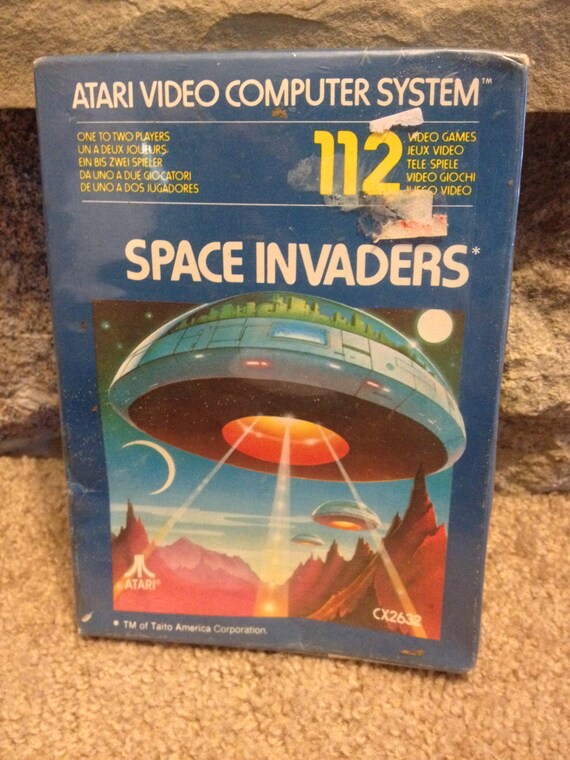 ATARI VIDEO COMPUTER SYSTEM™
ONE TO TWO PLAYERS
UN A DEUX JOUEURS
EIN BIS ZWEI SPIELER
DA UNO A DUE GIOCATORI
DE UNO A DOS JUGADORES
112
VIDEO GAMES
JEUX VIDEO
TELE-SPIELE
VIDEO GIOCHI
JUEGO VIDEO
SPACE INVADERS*
ATARI®
CX2632
* TM of Taito America Corporation.